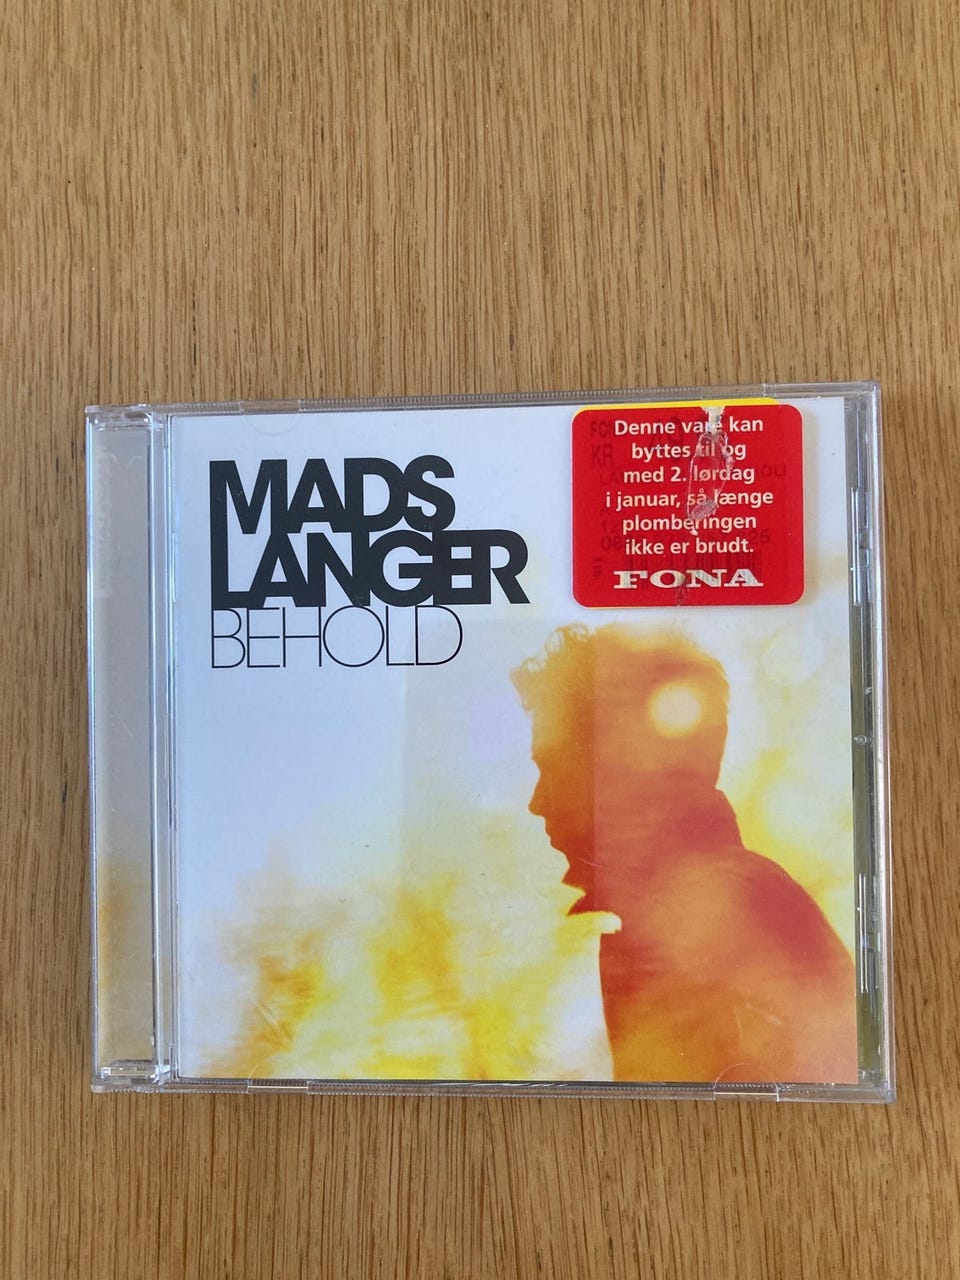 MADS
LANGER
BEHOLD
Denne vare kan
byttes til og
med 2. lørdag
i januar, så længe
plomberingen
ikke er brudt.
FONA